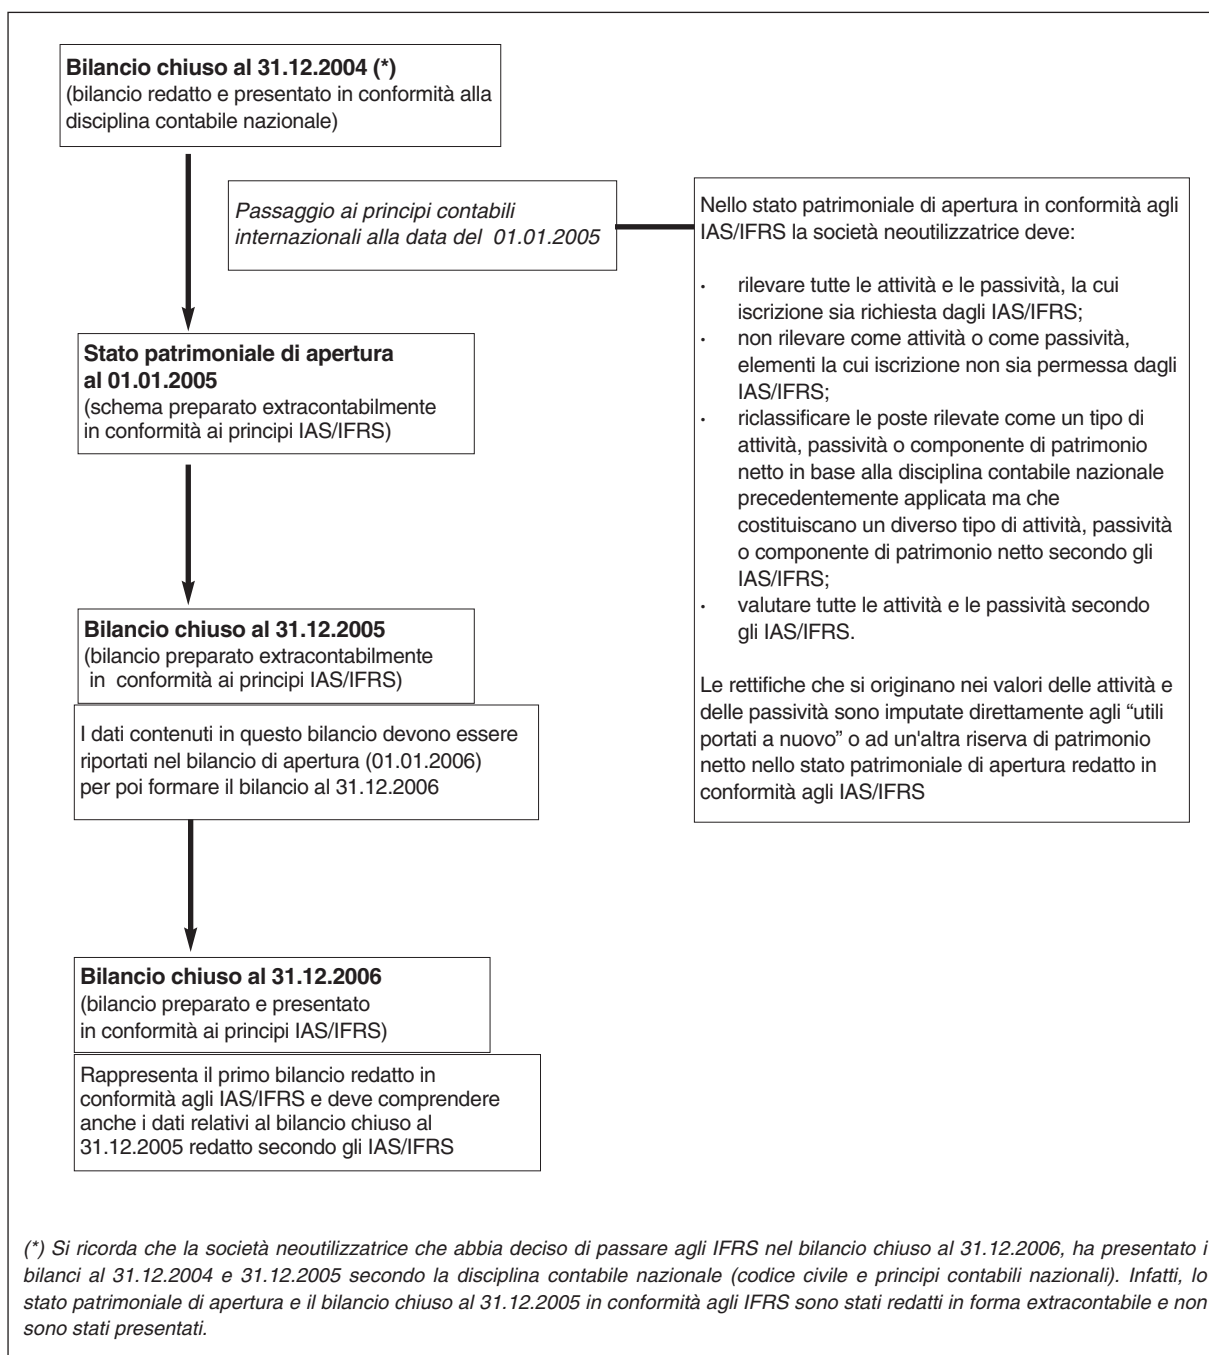 Bilancio chiuso al 31.12.2004 (*)
(bilancio redatto e presentato in conformità alla
disciplina contabile nazionale)
Passaggio ai principi contabili
internazionali alla data del 01.01.2005
Nello stato patrimoniale di apertura in conformità agli
IAS/IFRS la società neoutilizzatrice deve:
· rilevare tutte le attività e le passività, la cui
iscrizione sia richiesta dagli IAS/IFRS;
· non rilevare come attività o come passività,
elementi la cui iscrizione non sia permessa dagli
IAS/IFRS;
· riclassificare le poste rilevate come un tipo di
attività, passività o componente di patrimonio
netto in base alla disciplina contabile nazionale
precedentemente applicata ma che
costituiscano un diverso tipo di attività, passività
o componente di patrimonio netto secondo gli
IAS/IFRS;
· valutare tutte le attività e le passività secondo
gli IAS/IFRS.
Le rettifiche che si originano nei valori delle attività e
delle passività sono imputate direttamente agli “utili
portati a nuovo” o ad un'altra riserva di patrimonio
netto nello stato patrimoniale di apertura redatto in
conformità agli IAS/IFRS
Stato patrimoniale di apertura
al 01.01.2005
(schema preparato extracontabilmente
in conformità ai principi IAS/IFRS)
Bilancio chiuso al 31.12.2005
(bilancio preparato extracontabilmente
in conformità ai principi IAS/IFRS)
I dati contenuti in questo bilancio devono essere
riportati nel bilancio di apertura (01.01.2006)
per poi formare il bilancio al 31.12.2006
Bilancio chiuso al 31.12.2006
(bilancio preparato e presentato
in conformità ai principi IAS/IFRS)
Rappresenta il primo bilancio redatto in
conformità agli IAS/IFRS e deve comprendere
anche i dati relativi al bilancio chiuso al
31.12.2005 redatto secondo gli IAS/IFRS
(*) Si ricorda che la società neoutilizzatrice che abbia deciso di passare agli IFRS nel bilancio chiuso al 31.12.2006, ha presentato i
bilanci al 31.12.2004 e 31.12.2005 secondo la disciplina contabile nazionale (codice civile e principi contabili nazionali). Infatti, lo
stato patrimoniale di apertura e il bilancio chiuso al 31.12.2005 in conformità agli IFRS sono stati redatti in forma extracontabile e non
sono stati presentati.